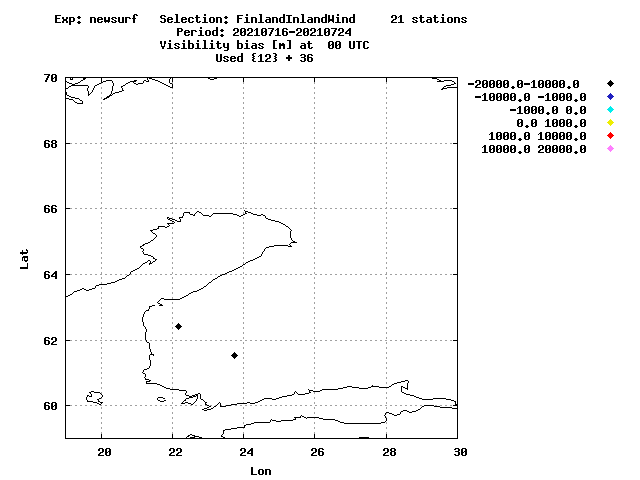 Exp: newsurf   Selection: FinlandInlandWind     21 stations
Period: 20210716-20210724
Visibility bias [m] at  00 UTC
Used {12} + 36
-20000.0-10000.0
-10000.0 -1000.0
-1000.0 0.0
0.0 1000.0
1000.0 10000.0
10000.0 20000.0
70
68
66
64
62
60
Lat
20 22 24 26 28 30
Lon